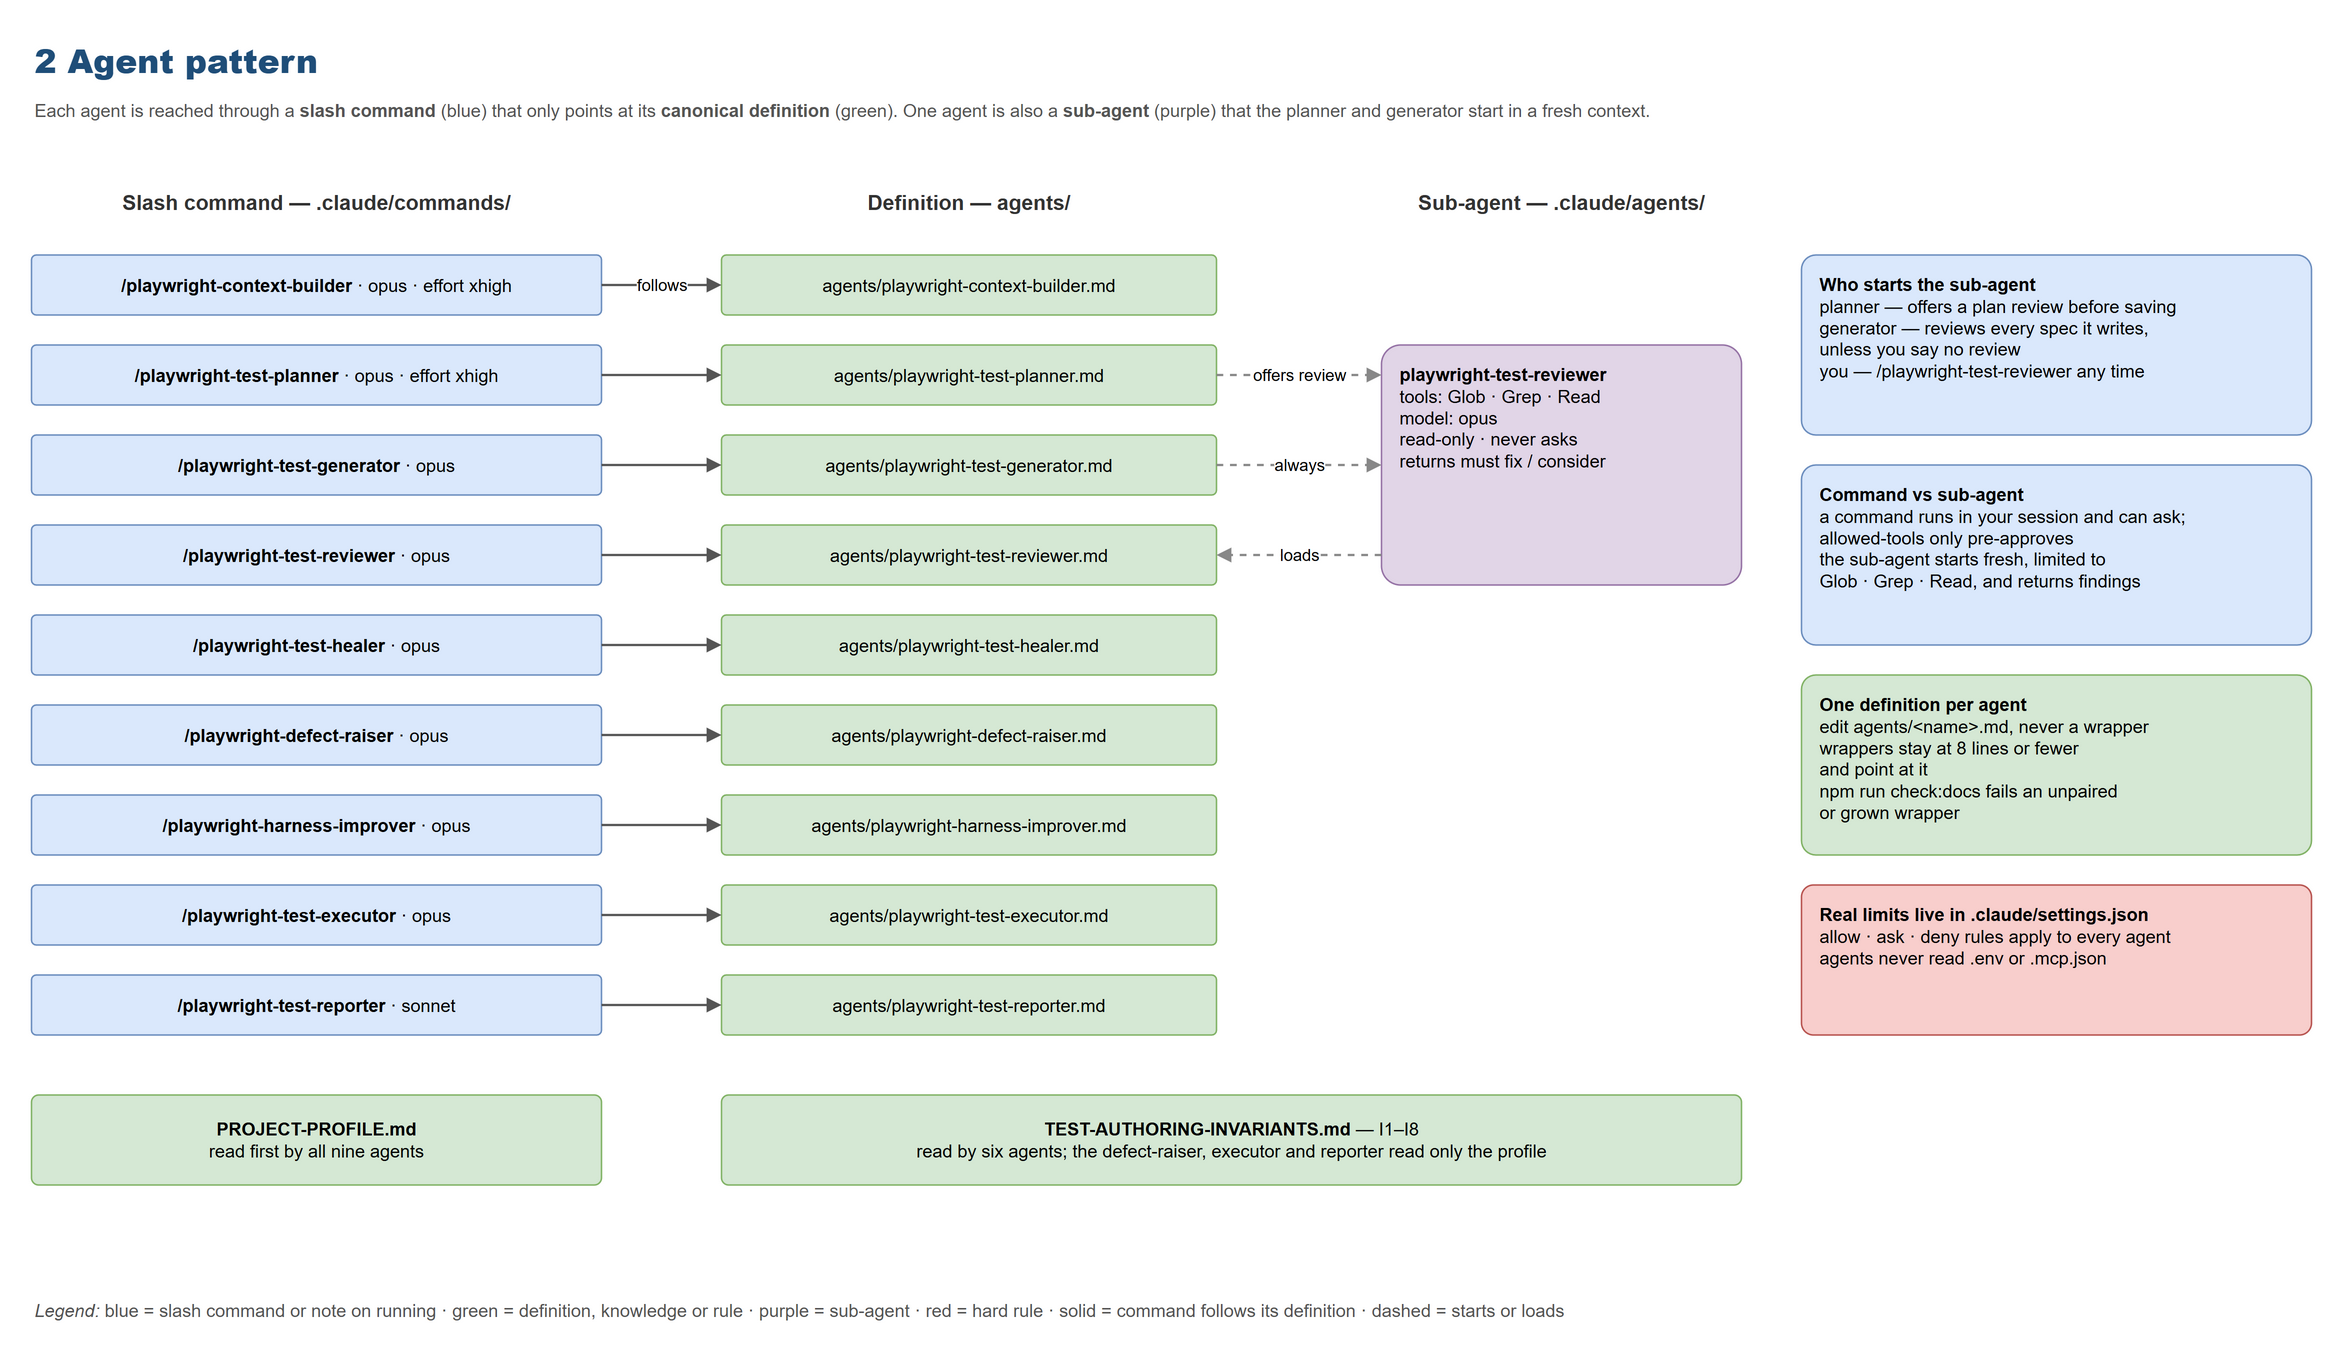 2 Agent pattern
Each agent is reached through a slash command (blue) that only points at its canonical definition (green). One agent is also a sub-agent (purple) that the planner and generator start in a fresh context.
Slash command — .claude/commands/
Definition — agents/
Sub-agent — .claude/agents/
/playwright-context-builder · opus · effort xhigh
follows
agents/playwright-context-builder.md
/playwright-test-planner · opus · effort xhigh
agents/playwright-test-planner.md
offers review
/playwright-test-generator · opus
agents/playwright-test-generator.md
always
/playwright-test-reviewer · opus
agents/playwright-test-reviewer.md
loads
/playwright-test-healer · opus
agents/playwright-test-healer.md
/playwright-defect-raiser · opus
agents/playwright-defect-raiser.md
/playwright-harness-improver · opus
agents/playwright-harness-improver.md
/playwright-test-executor · opus
agents/playwright-test-executor.md
/playwright-test-reporter · sonnet
agents/playwright-test-reporter.md
playwright-test-reviewer
tools: Glob · Grep · Read
model: opus
read-only · never asks
returns must fix / consider
Who starts the sub-agent
planner — offers a plan review before saving
generator — reviews every spec it writes,
unless you say no review
you — /playwright-test-reviewer any time
Command vs sub-agent
a command runs in your session and can ask;
allowed-tools only pre-approves
the sub-agent starts fresh, limited to
Glob · Grep · Read, and returns findings
One definition per agent
edit agents/<name>.md, never a wrapper
wrappers stay at 8 lines or fewer
and point at it
npm run check:docs fails an unpaired
or grown wrapper
Real limits live in .claude/settings.json
allow · ask · deny rules apply to every agent
agents never read .env or .mcp.json
PROJECT-PROFILE.md
read first by all nine agents
TEST-AUTHORING-INVARIANTS.md — I1–I8
read by six agents; the defect-raiser, executor and reporter read only the profile
Legend: blue = slash command or note on running · green = definition, knowledge or rule · purple = sub-agent · red = hard rule · solid = command follows its definition · dashed = starts or loads